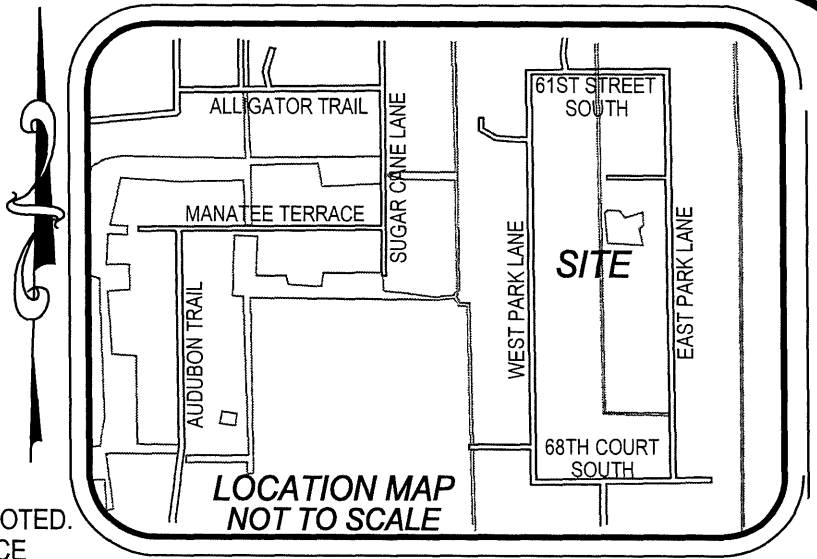 61ST STREET
SOUTH
ALLIGATOR TRAIL
SUGAR CANE LANE
MANATEE TERRACE
SITE
WEST PARK LANE
EAST PARK LANE
AUDUBON TRAIL
68TH COURT
SOUTH
LOCATION MAP
NOT TO SCALE
OTED.
CE